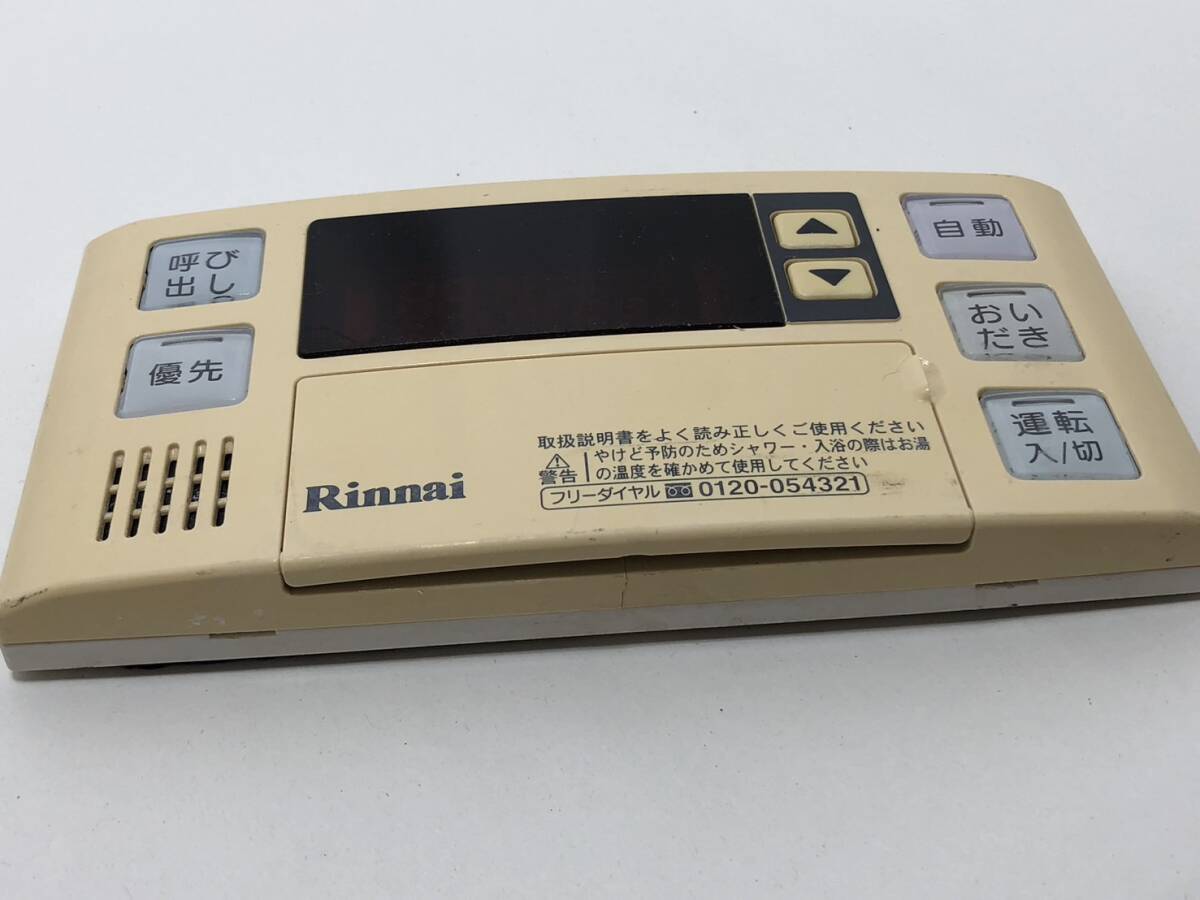 呼び
出し
優先
▲
▼
自動
おい
だき
運転
入/切
取扱説明書をよく読み正しくご使用ください
警告
やけど予防のためシャワー・入浴の際はお湯
の温度を確かめて使用してください
フリーダイヤル 0120-054321
Rinnai